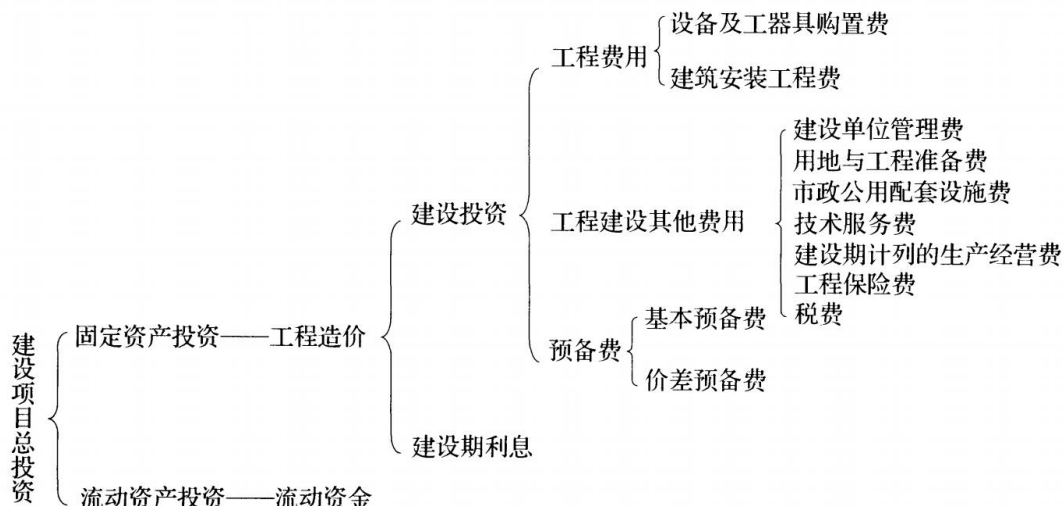 设备及工器具购置费
工程费用
建筑安装工程费
建设单位管理费
用地与工程准备费
市政公用配套设施费
建设投资
工程建设其他费用
技术服务费
建设期计列的生产经营费
工程保险费
税费
基本预备费
固定资产投资——工程造价
预备费
价差预备费
建设项目总投资
建设期利息
流动资产投资——流动资金